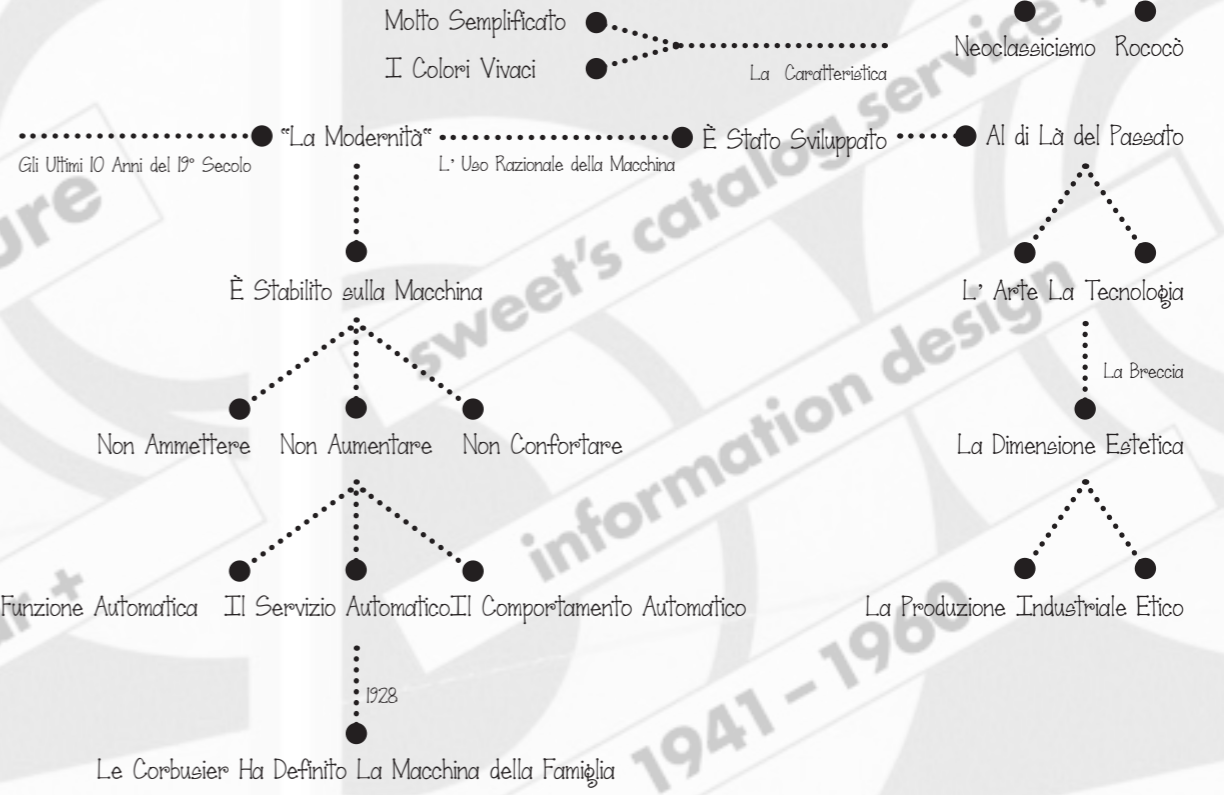 Molto Semplificato
I Colori Vivaci
La Caratteristica
Neoclassicismo Rococò
Gli Ultimi 10 Anni del 19° Secolo
“La Modernità“
L' Uso Razionale della Macchina
È Stato Sviluppato
Al di Là del Passato
È Stabilito sulla Macchina
L' Arte La Tecnologia
La Breccia
Non Ammettere Non Aumentare Non Confortare
La Dimensione Estetica
Funzione Automatica Il Servizio Automatico Il Comportamento Automatico
La Produzione Industriale Etico
1928
Le Corbusier Ha Definito La Macchina della Famiglia
sweet's catalog service +
information design
1941 – 1960